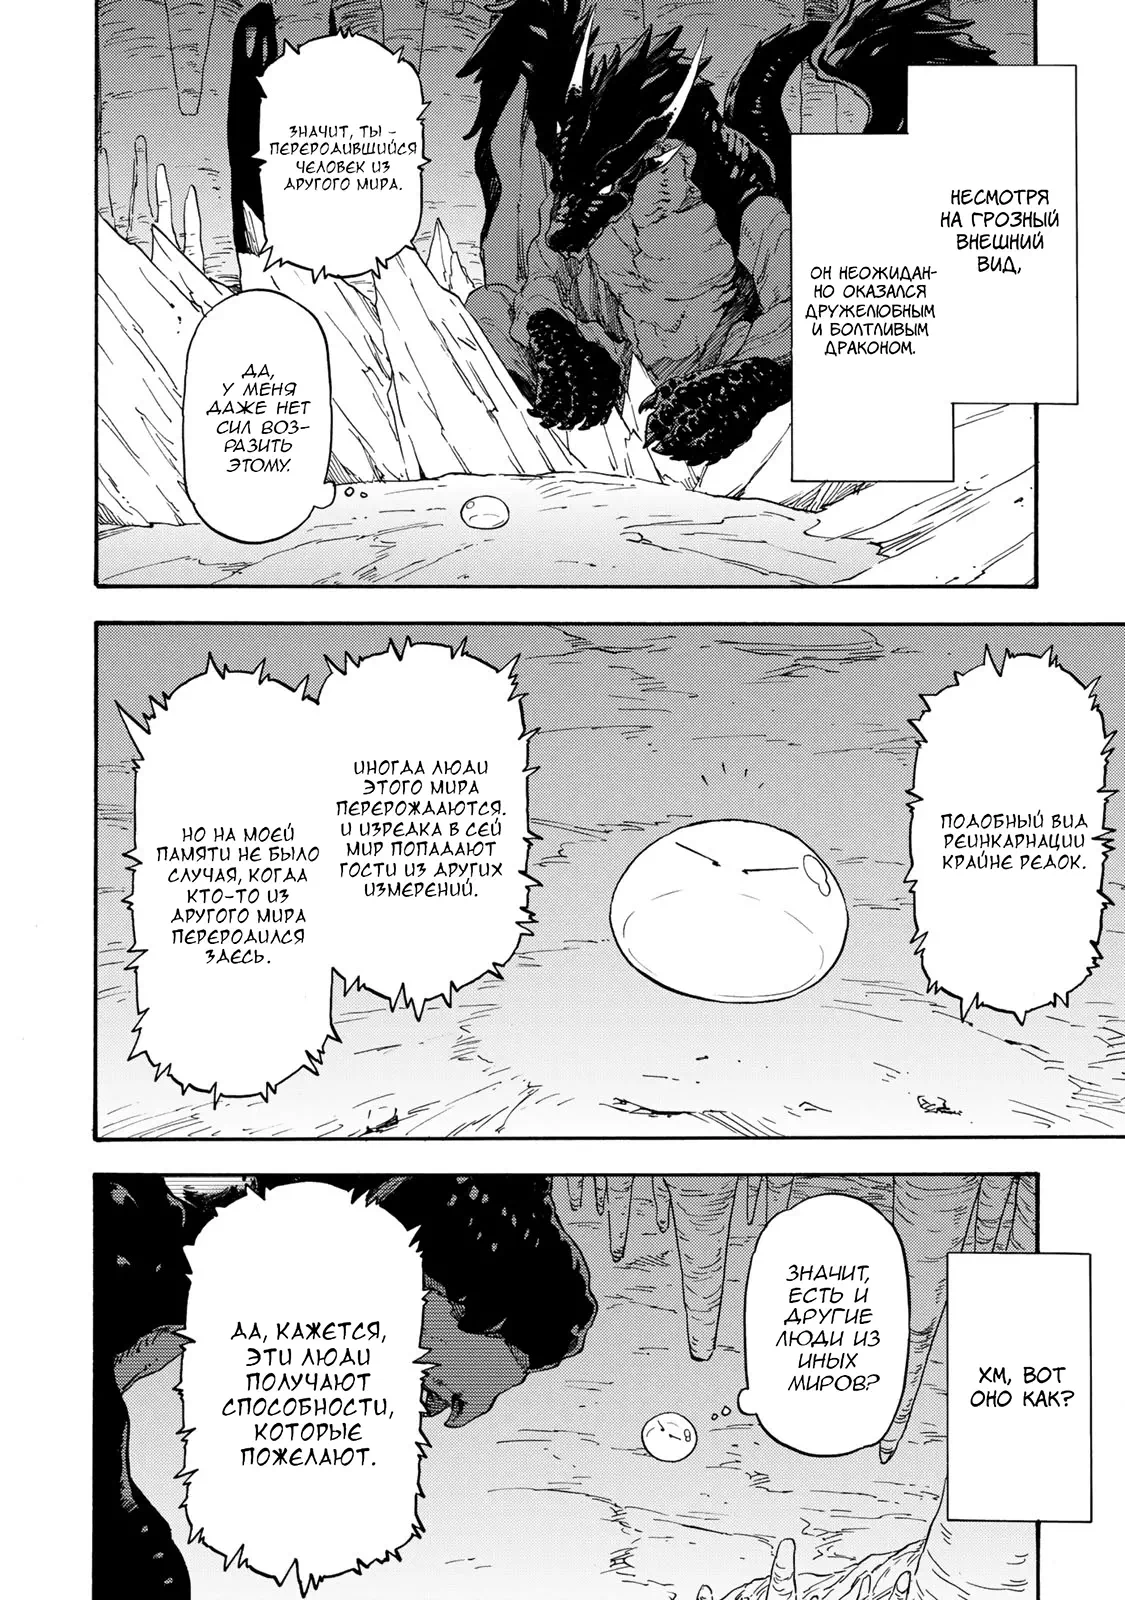 НЕСМОТРЯ
НА ГРОЗНЫЙ
ВНЕШНИЙ
ВИД,
ОН НЕОЖИДАН-
НО ОКАЗАЛСЯ
ДРУЖЕЛЮБНЫМ
И БОЛТЛИВЫМ
ДРАКОНОМ.
ЗНАЧИТ, ТЫ -
ПЕРЕРОДИВШИЙСЯ
ЧЕЛОВЕК ИЗ
ДРУГОГО МИРА.
ДА,
У МЕНЯ
ДАЖЕ НЕТ
СИЛ ВОЗ-
РАЗИТЬ
ЭТОМУ.
ПОДОБНЫЙ ВИД
РЕИНКАРНАЦИИ
КРАЙНЕ РЕДОК.
ИНОГДА ЛЮДИ
ЭТОГО МИРА
ПЕРЕРОЖДАЮТСЯ.
И ИЗРЕДКА В СЕЙ
МИР ПОПАДАЮТ
ГОСТИ ИЗ ДРУГИХ
ИЗМЕРЕНИЙ.
НО НА МОЕЙ
ПАМЯТИ НЕ БЫЛО
СЛУЧАЯ, КОГДА
КТО-ТО ИЗ
ДРУГОГО МИРА
ПЕРЕРОДИЛСЯ
ЗДЕСЬ.
ХМ, ВОТ
ОНО КАК?
ЗНАЧИТ,
ЕСТЬ И
ДРУГИЕ
ЛЮДИ ИЗ
ИНЫХ
МИРОВ?
ДА, КАЖЕТСЯ,
ЭТИ ЛЮДИ
ПОЛУЧАЮТ
СПОСОБНОСТИ,
КОТОРЫЕ
ПОЖЕЛАЮТ.